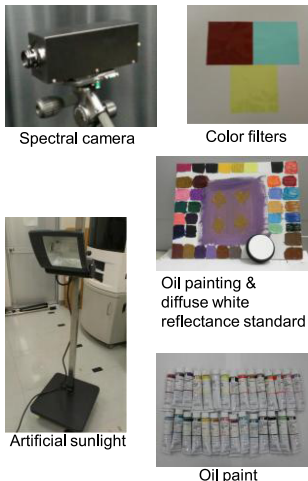 Spectral camera
Color filters
Oil painting &
diffuse white
reflectance standard
Artificial sunlight
Oil paint